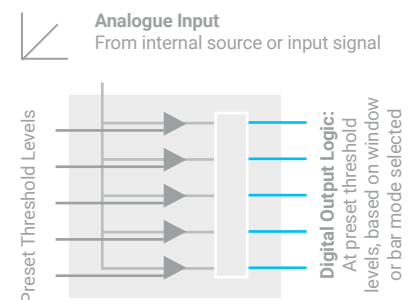 Analogue Input
From internal source or input signal
Preset Threshold Levels
Digital Output Logic:
At preset threshold
levels, based on window
or bar mode selected